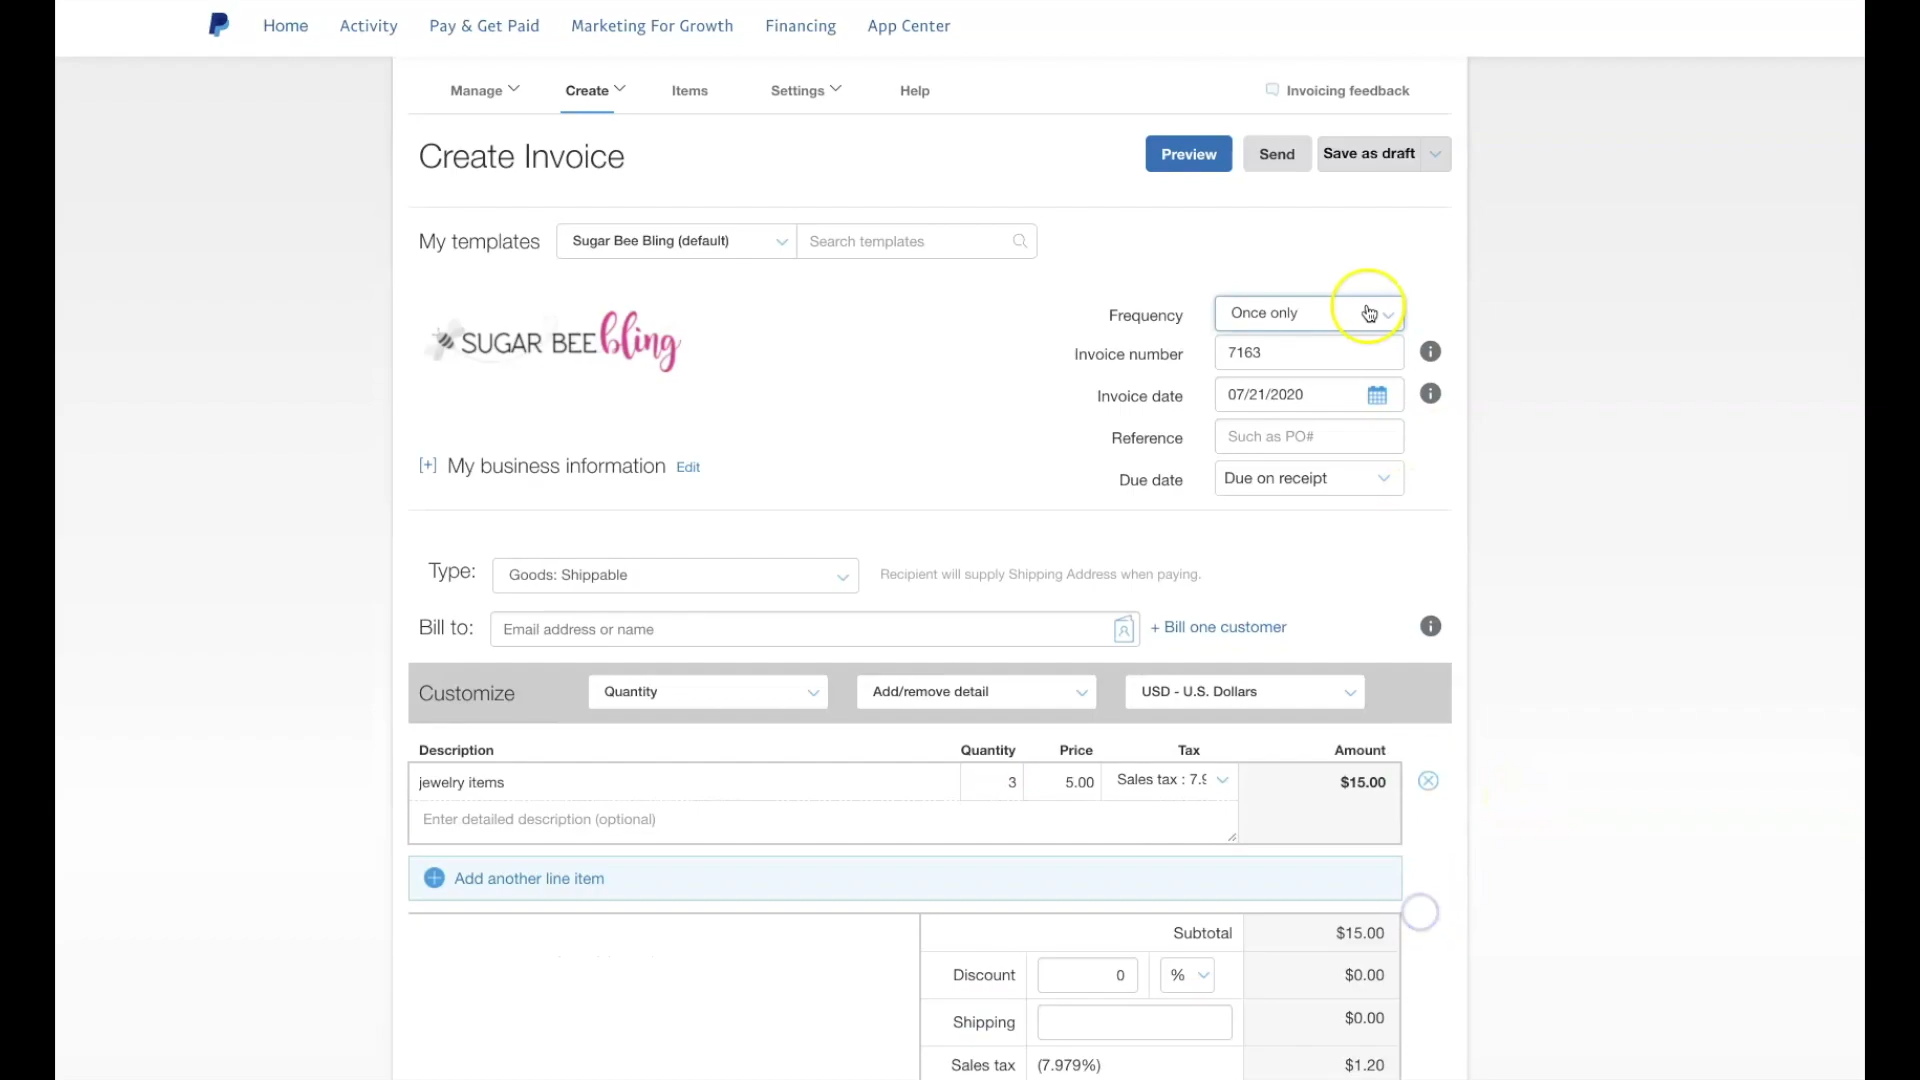 Home Activity Pay & Get Paid Marketing For Growth Financing App Center
Manage Create Items Settings Help Invoicing feedback
Create Invoice Preview Send Save as draft
My templates Sugar Bee Bling (default) Search templates
SUGAR BEE bling
Frequency Once only
Invoice number 7163
Invoice date 07/21/2020
Reference Such as PO#
[+] My business information Edit
Due date Due on receipt
Type: Goods: Shippable Recipient will supply Shipping Address when paying.
Bill to: Email address or name + Bill one customer
Customize Quantity Add/remove detail USD - U.S. Dollars
Description Quantity Price Tax Amount
jewelry items 3 5.00 Sales tax : 7.9 $15.00
Enter detailed description (optional)
Add another line item
Subtotal $15.00
Discount 0 % $0.00
Shipping $0.00
Sales tax (7.979%) $1.20